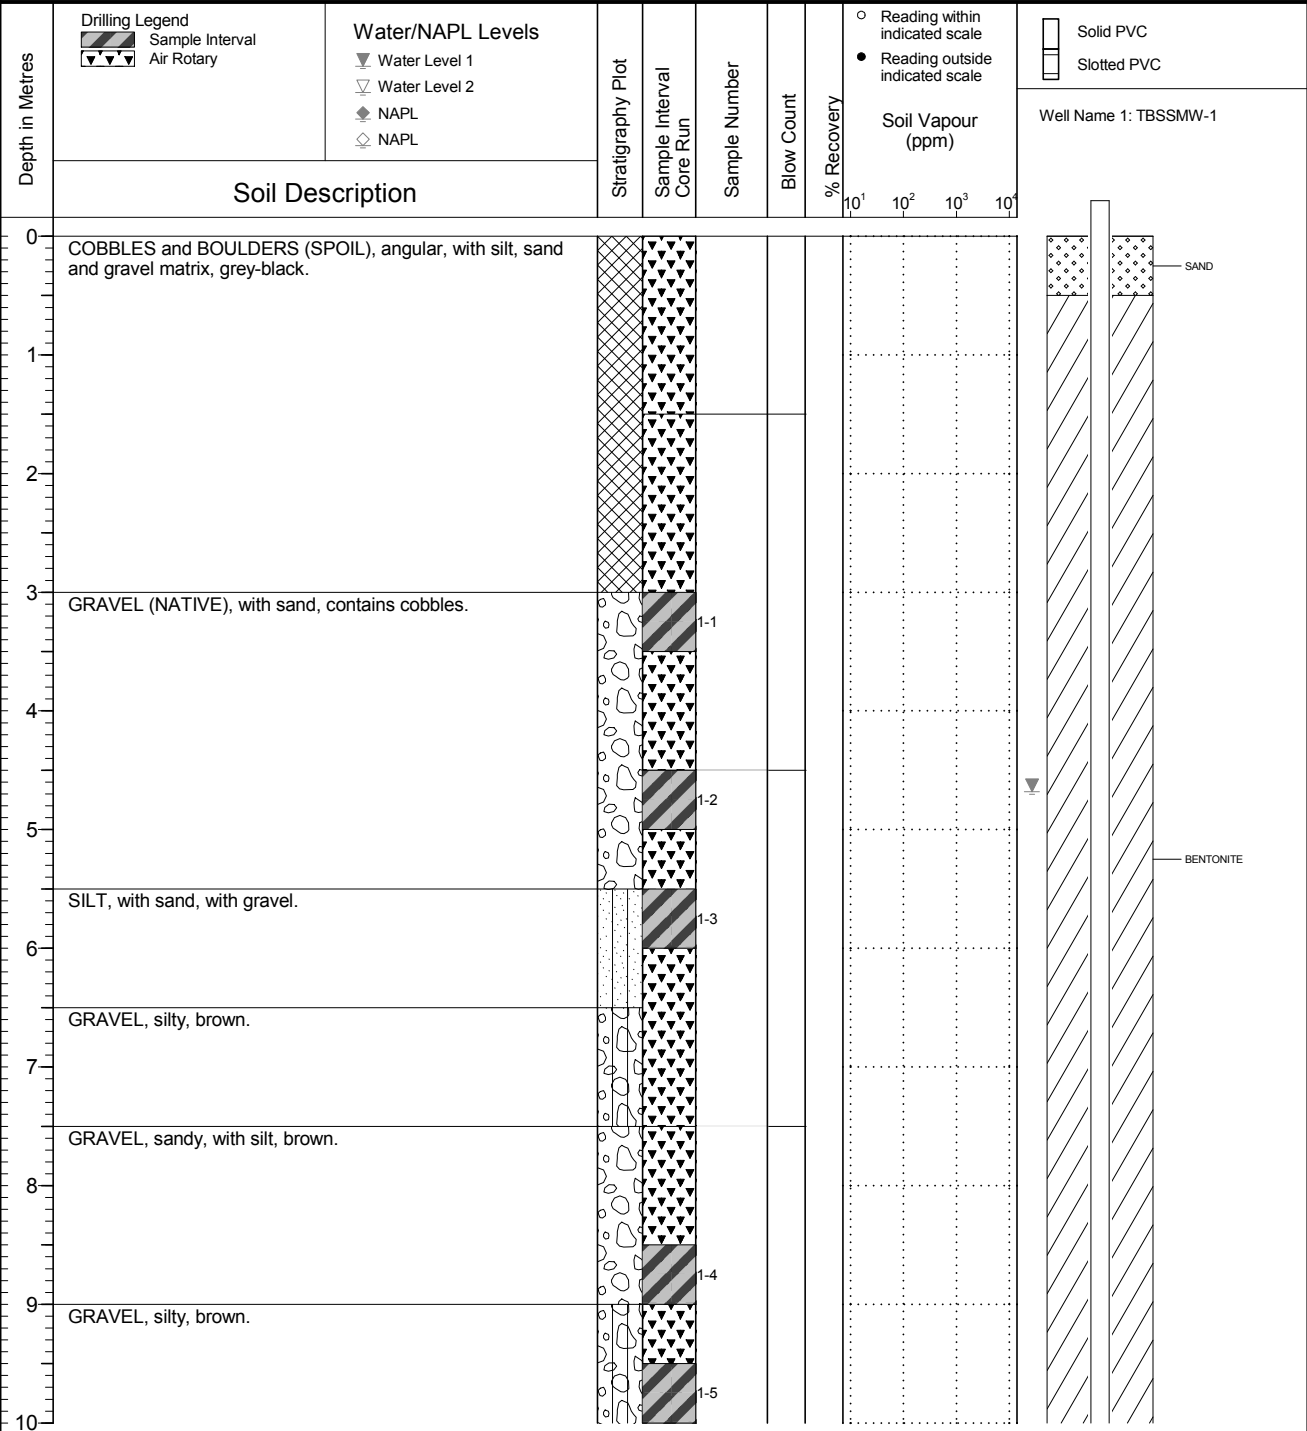 Depth in Metres
Drilling Legend
Sample Interval
Air Rotary
Water/NAPL Levels
Water Level 1
Water Level 2
NAPL
NAPL
Soil Description
Stratigraphy Plot
Sample Interval
Core Run
Sample Number
Blow Count
% Recovery
Reading within
indicated scale
Reading outside
indicated scale
Soil Vapour
(ppm)
10¹ 10² 10³ 10⁴
Solid PVC
Slotted PVC
Well Name 1: TBSSMW-1
0
COBBLES and BOULDERS (SPOIL), angular, with silt, sand
and gravel matrix, grey-black.
SAND
1
2
3
GRAVEL (NATIVE), with sand, contains cobbles.
1-1
4
1-2
5
BENTONITE
SILT, with sand, with gravel.
1-3
6
GRAVEL, silty, brown.
7
GRAVEL, sandy, with silt, brown.
8
1-4
9
GRAVEL, silty, brown.
1-5
10